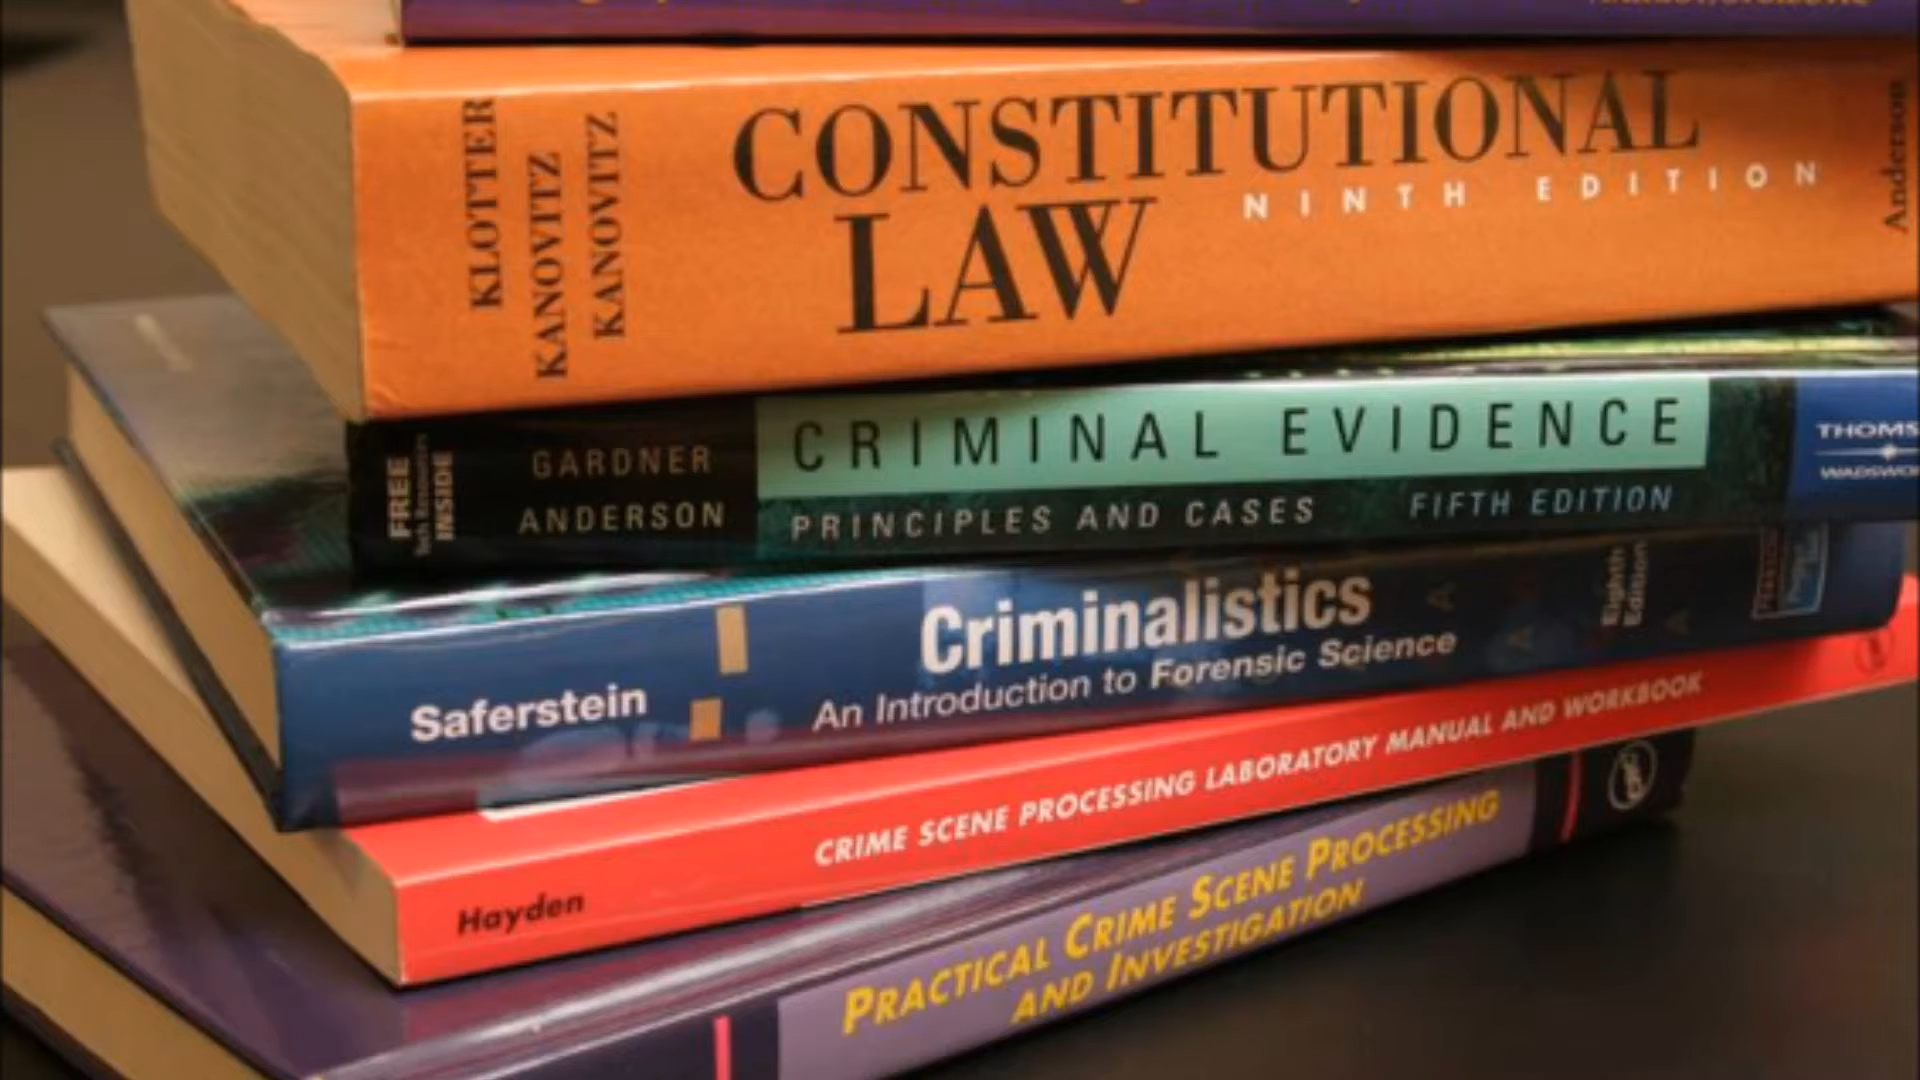 KLOTTER
KANOVITZ
KANOVITZ
CONSTITUTIONAL
LAW
NINTH EDITION
Anderson
FREE
INSIDE
GARDNER
ANDERSON
CRIMINAL EVIDENCE
PRINCIPLES AND CASES FIFTH EDITION
THOMS
WADSWO
Saferstein
Criminalistics
An Introduction to Forensic Science
Eighth
Edition
Hayden
CRIME SCENE PROCESSING LABORATORY MANUAL AND WORKBOOK
PRACTICAL CRIME SCENE PROCESSING
AND INVESTIGATION